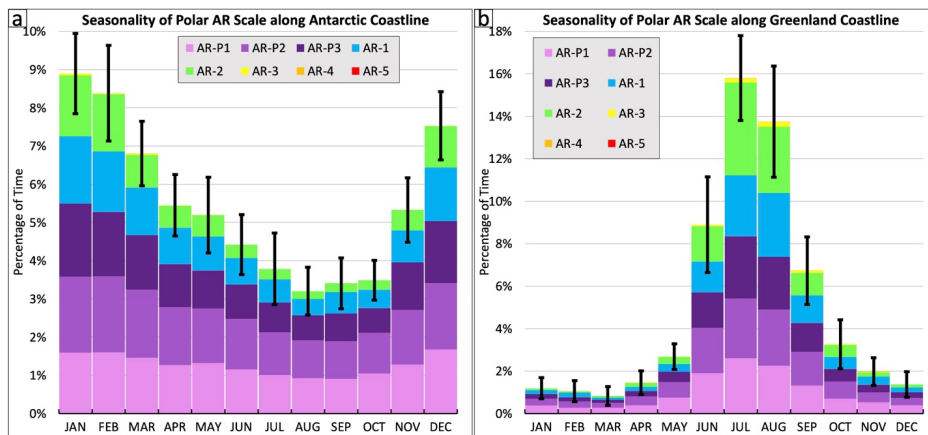 a
Seasonality of Polar AR Scale along Antarctic Coastline
10%
9%
8%
7%
6%
5%
4%
3%
2%
1%
0%
Percentage of Time
AR-P1 AR-P2 AR-P3 AR-1
AR-2 AR-3 AR-4 AR-5
JAN FEB MAR APR MAY JUN JUL AUG SEP OCT NOV DEC
b
Seasonality of Polar AR Scale along Greenland Coastline
18%
16%
14%
12%
10%
8%
6%
4%
2%
0%
Percentage of Time
AR-P1 AR-P2
AR-P3 AR-1
AR-2 AR-3
AR-4 AR-5
JAN FEB MAR APR MAY JUN JUL AUG SEP OCT NOV DEC